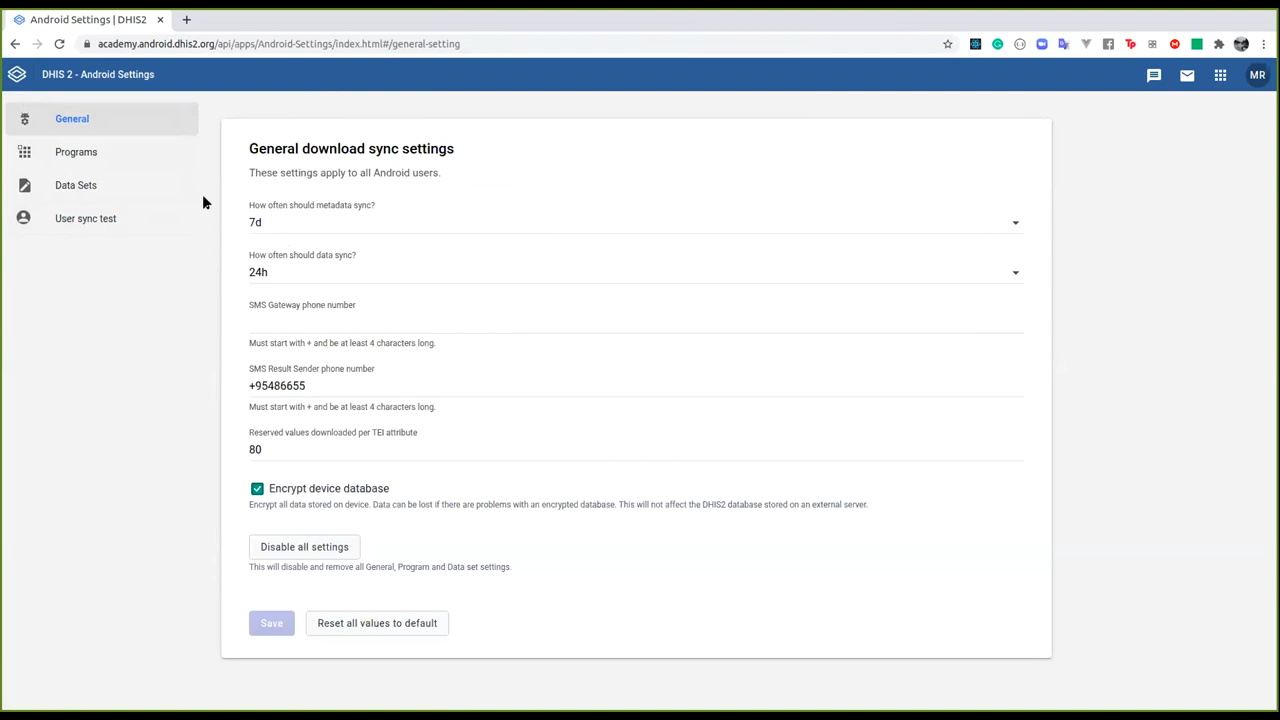 Android Settings | DHIS2
academy.android.dhis2.org/api/apps/Android-Settings/index.html#/general-setting
DHIS 2 - Android Settings
MR
General
Programs
Data Sets
User sync test
General download sync settings
These settings apply to all Android users.
How often should metadata sync?
7d
How often should data sync?
24h
SMS Gateway phone number
Must start with + and be at least 4 characters long.
SMS Result Sender phone number
+95486655
Must start with + and be at least 4 characters long.
Reserved values downloaded per TEI attribute
80
Encrypt device database
Encrypt all data stored on device. Data can be lost if there are problems with an encrypted database. This will not affect the DHIS2 database stored on an external server.
Disable all settings
This will disable and remove all General, Program and Data set settings.
Save
Reset all values to default